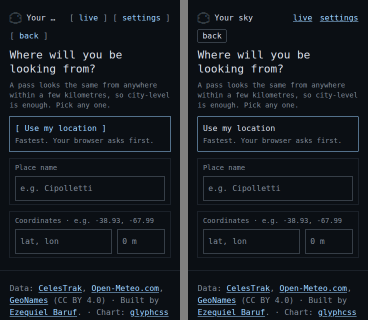 Your … [ live ] [ settings ]
[ back ]
Where will you be
looking from?
A pass looks the same from anywhere
within a few kilometres, so city-level
is enough. Pick any one.
[ Use my location ]
Fastest. Your browser asks first.
Place name
e.g. Cipolletti
Coordinates · e.g. -38.93, -67.99
lat, lon 0 m
Data: CelesTrak, Open-Meteo.com,
GeoNames (CC BY 4.0) · Built by
Ezequiel Baruf. · Chart: glyphcss
Your sky live settings
back
Where will you be
looking from?
A pass looks the same from anywhere
within a few kilometres, so city-level
is enough. Pick any one.
Use my location
Fastest. Your browser asks first.
Place name
e.g. Cipolletti
Coordinates · e.g. -38.93, -67.99
lat, lon 0 m
Data: CelesTrak, Open-Meteo.com,
GeoNames (CC BY 4.0) · Built by
Ezequiel Baruf. · Chart: glyphcss